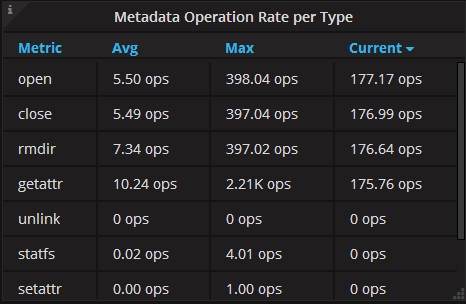 i
Metadata Operation Rate per Type
Metric Avg Max Current
open 5.50 ops 398.04 ops 177.17 ops
close 5.49 ops 397.04 ops 176.99 ops
rmdir 7.34 ops 397.02 ops 176.64 ops
getattr 10.24 ops 2.21K ops 175.76 ops
unlink 0 ops 0 ops 0 ops
statfs 0.02 ops 4.01 ops 0 ops
setattr 0.00 ops 1.00 ops 0 ops